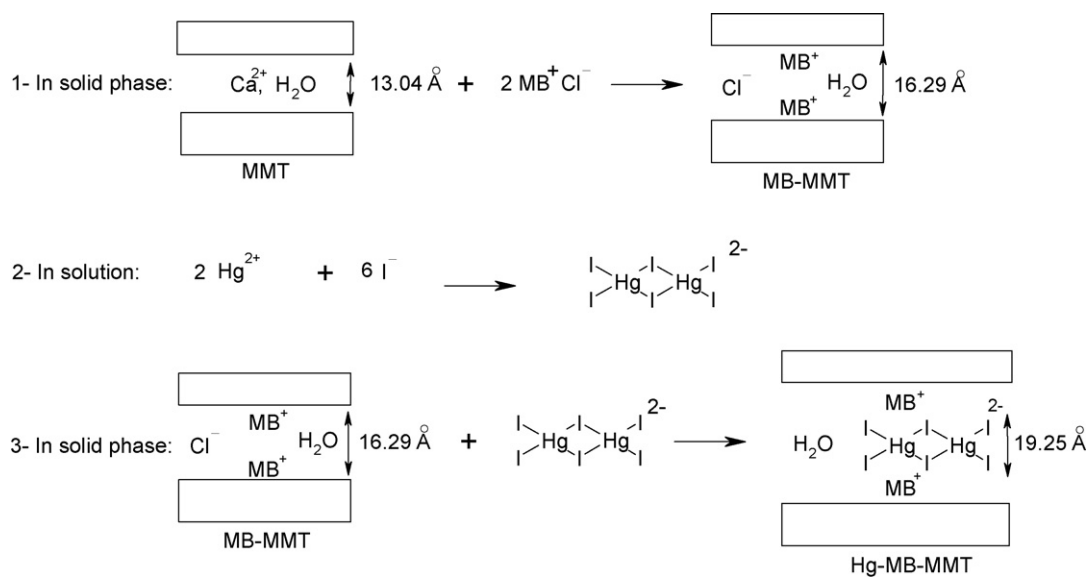 1- In solid phase: Ca²⁺, H₂O 13.04 Å + 2 MB⁺Cl⁻ MB⁺ Cl⁻ H₂O MB⁺ 16.29 Å
MMT MB-MMT
2- In solution: 2 Hg²⁺ + 6 I⁻ I I I Hg Hg I I I 2-
3- In solid phase: MB⁺ Cl⁻ H₂O MB⁺ 16.29 Å + I I I Hg Hg I I I 2- MB⁺ H₂O I I I Hg Hg I I I 2- MB⁺ 19.25 Å
MB-MMT Hg-MB-MMT